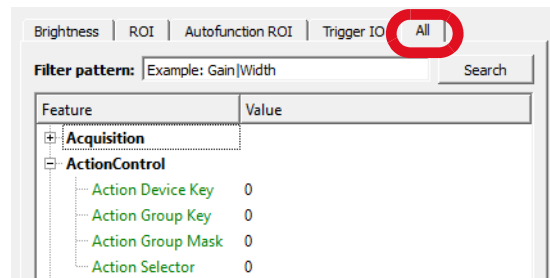 Brightness ROI Autofunction ROI Trigger IO All
Filter pattern: Example: Gain|Width Search
Feature Value
Acquisition
ActionControl
Action Device Key 0
Action Group Key 0
Action Group Mask 0
Action Selector 0